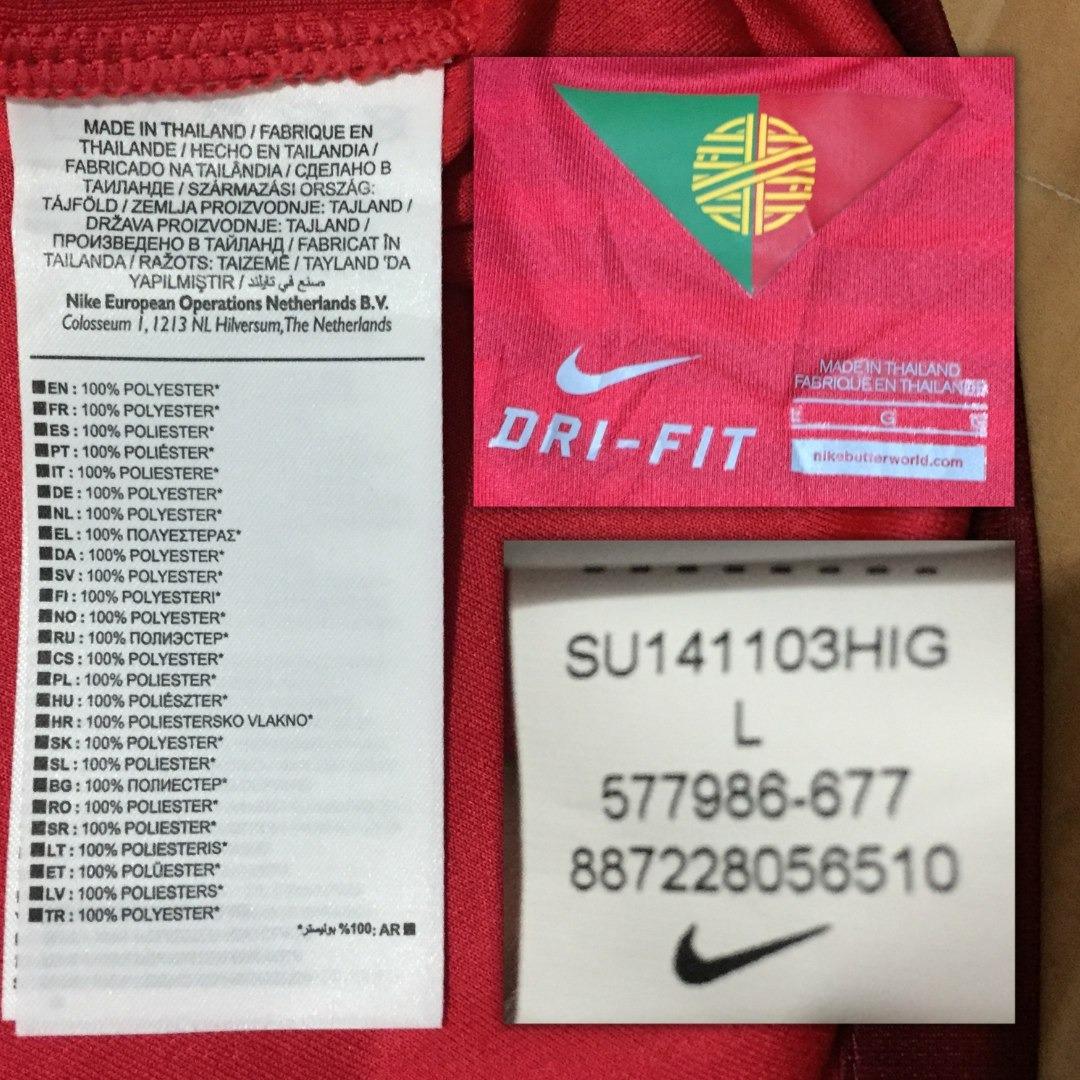 MADE IN THAILAND / FABRIQUE EN
THAILANDE / HECHO EN TAILANDIA /
FABRICADO NA TAILÂNDIA / СДЕЛАНО В
ТАИЛАНДЕ / SZÁRMAZÁSI ORSZÁG:
TÁJFÖLD / ZEMLJA PROIZVODNJE: TAJLAND /
DRŽAVA PROIZVODNJE: TAJLAND /
ПРОИЗВЕДЕНО В ТАЙЛАНД / FABRICAT ÎN
TAILANDA / RAŽOTS: TAIZEMĒ / TAYLAND 'DA
YAPILMIŞTIR / صنع في تايلند
Nike European Operations Netherlands B.V.
Colosseum 1, 1213 NL Hilversum, The Netherlands
EN : 100% POLYESTER*
FR : 100% POLYESTER*
ES : 100% POLIESTER*
PT : 100% POLIÉSTER*
IT : 100% POLIESTERE*
DE : 100% POLYESTER*
NL : 100% POLYESTER*
EL : 100% ΠΟΛΥΕΣΤΕΡΑΣ*
DA : 100% POLYESTER*
SV : 100% POLYESTER*
FI : 100% POLYESTERI*
NO : 100% POLYESTER*
RU : 100% ПОЛИЭСТЕР*
CS : 100% POLYESTER*
PL : 100% POLYESTER*
HU : 100% POLIÉSZTER*
HR : 100% POLIESTERSKO VLAKNO*
SK : 100% POLYESTER*
SL : 100% POLIESTER*
BG : 100% ПОЛИЕСТЕР*
RO : 100% POLIESTER*
SR : 100% POLIESTER*
LT : 100% POLIESTERIS*
ET : 100% POLÜESTER*
LV : 100% POLIESTERS*
TR : 100% POLYESTER*
AR :100% بوليستر*
DRI-FIT
MADE IN THAILAND
FABRIQUE EN THAILANDE
G
nikebutterworld.com
SU141103HIG
L
577986-677
887228056510